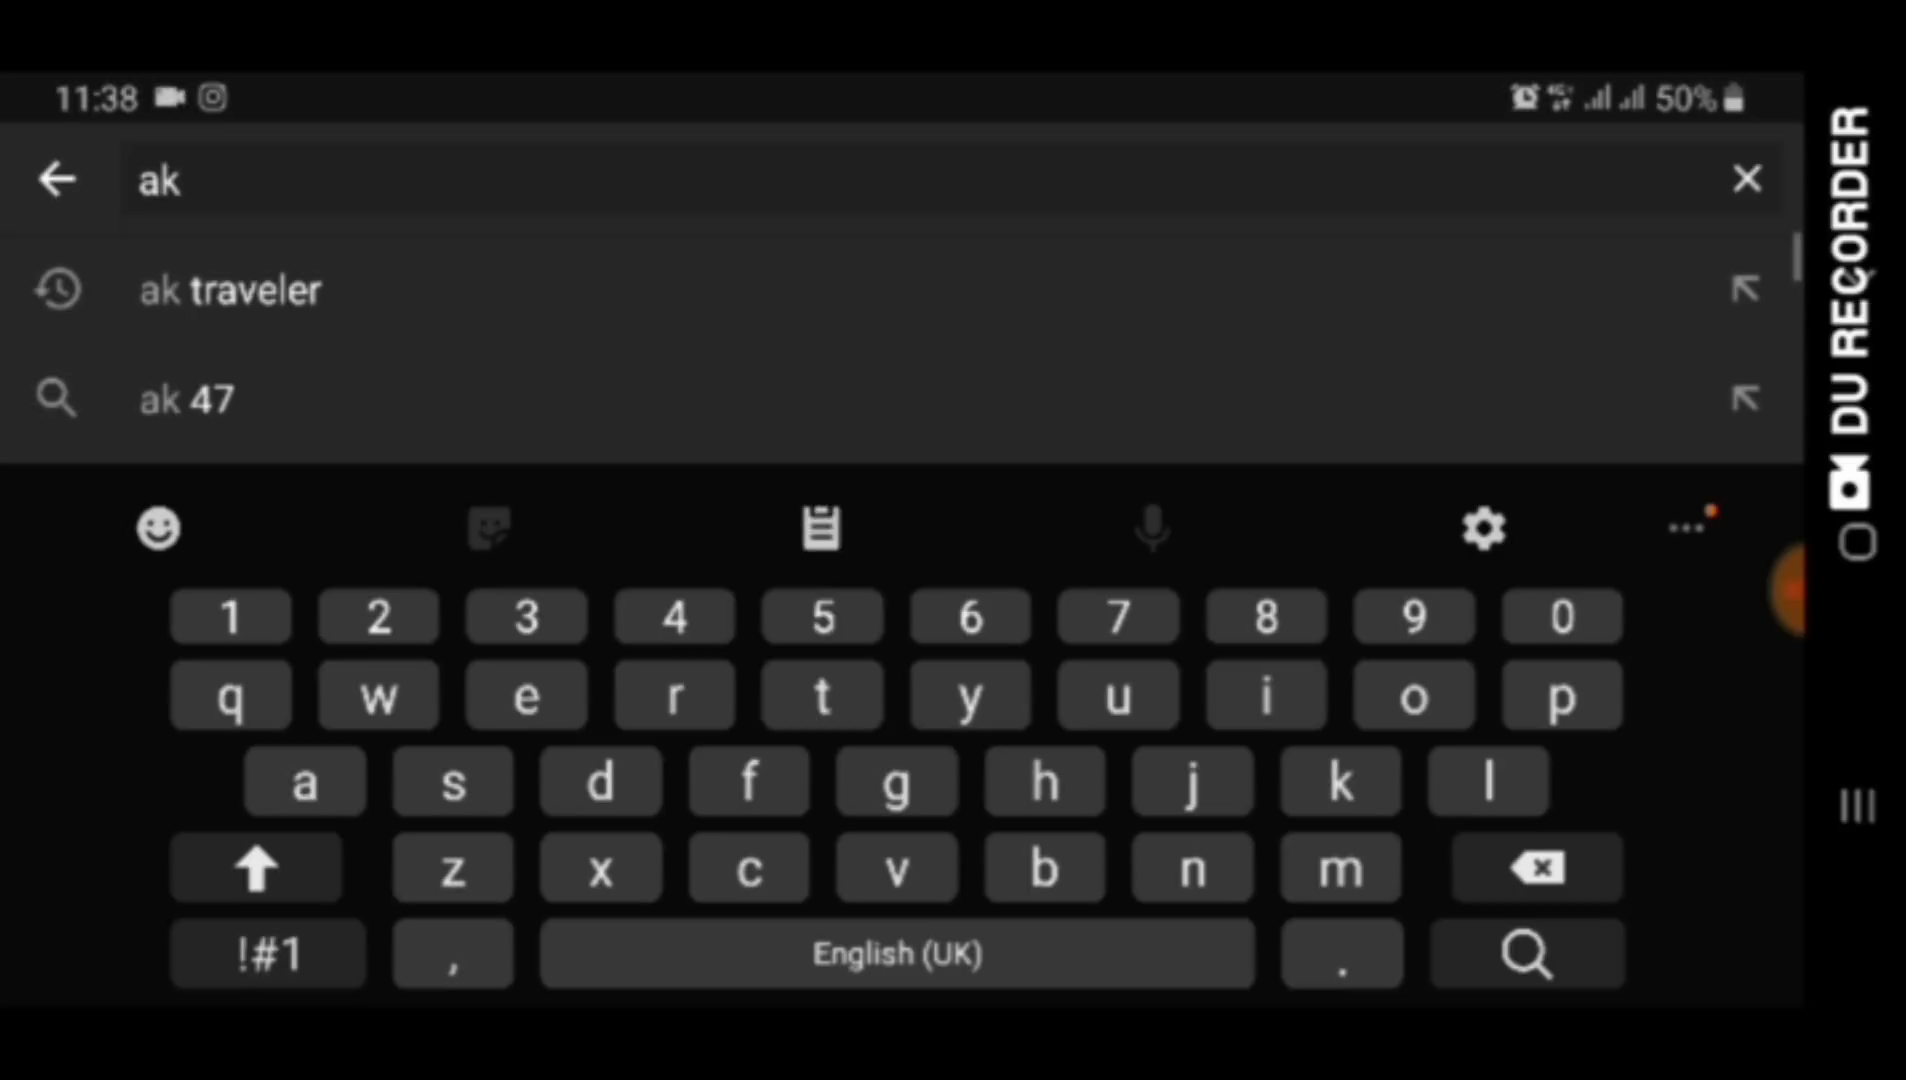 11:38
4G+ 50%
ak
ak traveler
ak 47
1 2 3 4 5 6 7 8 9 0
q w e r t y u i o p
a s d f g h j k l
z x c v b n m
!#1 , English (UK) .
DU RECORDER